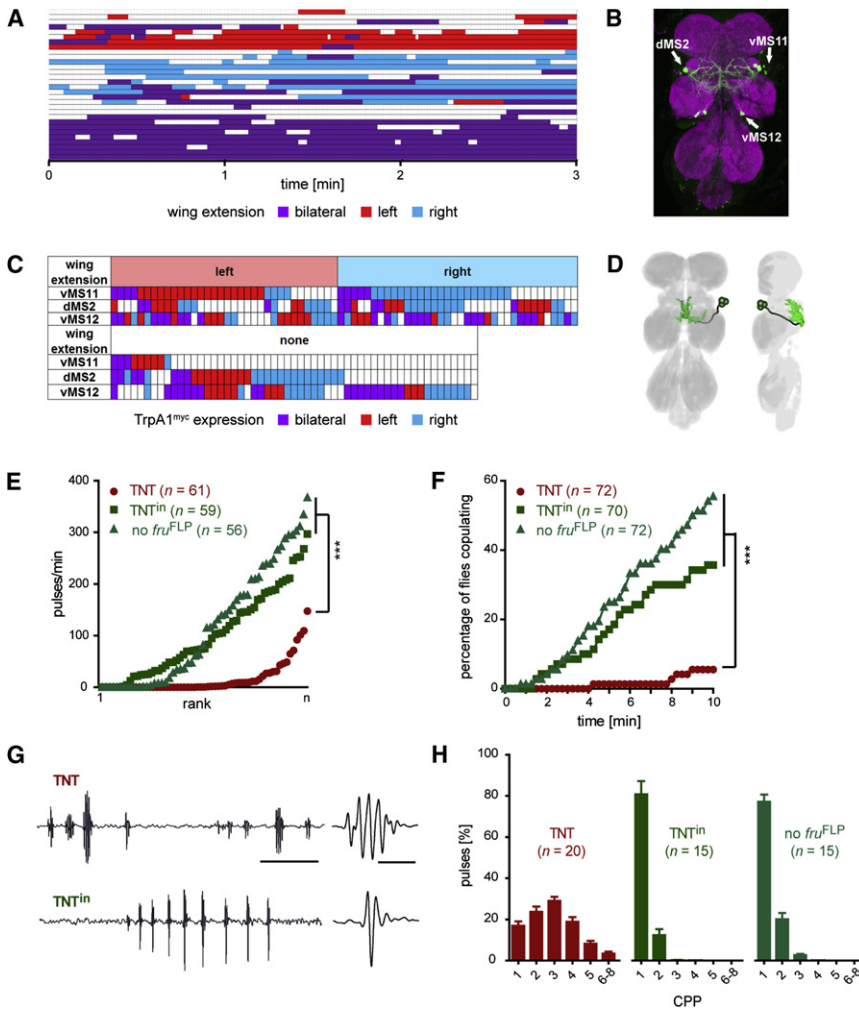 A
0
1
2
3
time [min]
wing extension bilateral left right
B
dMS2
vMS11
vMS12
C
wing extension
left
right
vMS11
dMS2
vMS12
wing extension
none
vMS11
dMS2
vMS12
TrpA1myc expression bilateral left right
D
E
400
300
200
100
0
pulses/min
TNT (n = 61)
TNTin (n = 59)
no fruFLP (n = 56)
***
1
rank
n
F
60
40
20
0
percentage of flies copulating
TNT (n = 72)
TNTin (n = 70)
no fruFLP (n = 72)
***
0
2
4
6
8
10
time [min]
G
TNT
TNTin
H
100
80
60
40
20
0
pulses [%]
TNT
(n = 20)
TNTin
(n = 15)
no fruFLP
(n = 15)
1 2 3 4 5 6-8
1 2 3 4 5 6-8
1 2 3 4 5 6-8
CPP